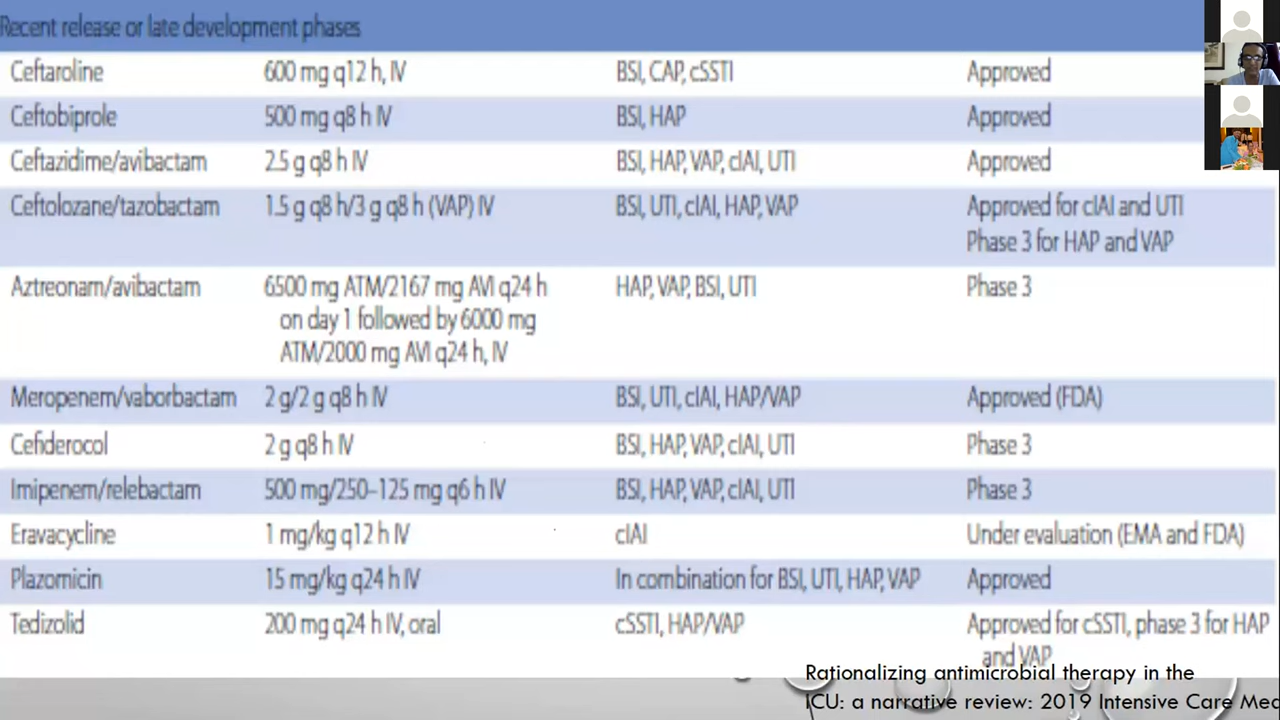 Recent release or late development phases
Ceftaroline 600 mg q12 h, IV BSI, CAP, cSSTI Approved
Ceftobiprole 500 mg q8 h IV BSI, HAP Approved
Ceftazidime/avibactam 2.5 g q8 h IV BSI, HAP, VAP, cIAI, UTI Approved
Ceftolozane/tazobactam 1.5 g q8 h/3 g q8 h (VAP) IV BSI, UTI, cIAI, HAP, VAP Approved for cIAI and UTI
Phase 3 for HAP and VAP
Aztreonam/avibactam 6500 mg ATM/2167 mg AVI q24 h HAP, VAP, BSI, UTI Phase 3
on day 1 followed by 6000 mg
ATM/2000 mg AVI q24 h, IV
Meropenem/vaborbactam 2 g/2 g q8 h IV BSI, UTI, cIAI, HAP/VAP Approved (FDA)
Cefiderocol 2 g q8 h IV BSI, HAP, VAP, cIAI, UTI Phase 3
Imipenem/relebactam 500 mg/250–125 mg q6 h IV BSI, HAP, VAP, cIAI, UTI Phase 3
Eravacycline 1 mg/kg q12 h IV cIAI Under evaluation (EMA and FDA)
Plazomicin 15 mg/kg q24 h IV In combination for BSI, UTI, HAP, VAP Approved
Tedizolid 200 mg q24 h IV, oral cSSTI, HAP/VAP Approved for cSSTI, phase 3 for HAP
and VAP
Rationalizing antimicrobial therapy in the
ICU: a narrative review: 2019 Intensive Care Med